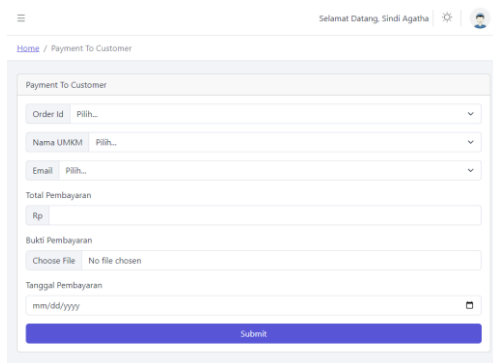 Selamat Datang, Sindi Agatha
Home / Payment To Customer
Payment To Customer
Order Id Pilih...
Nama UMKM Pilih...
Email Pilih...
Total Pembayaran
Rp
Bukti Pembayaran
Choose File No file chosen
Tanggal Pembayaran
mm/dd/yyyy
Submit